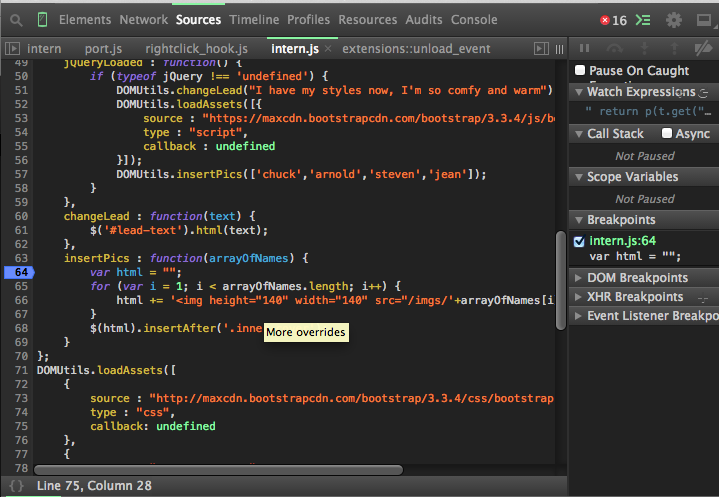 Elements Network Sources Timeline Profiles Resources Audits Console 16
intern port.js rightclick_hook.js intern.js × extensions::unload_event
49 jQueryLoaded : function() {
50 if (typeof jQuery !== 'undefined') {
51 DOMUtils.changeLead("I have my styles now, I'm so comfy and warm")
52 DOMUtils.loadAssets([{
53 source : "https://maxcdn.bootstrapcdn.com/bootstrap/3.3.4/js/b
54 type : "script",
55 callback : undefined
56 }]);
57 DOMUtils.insertPics(['chuck','arnold','steven','jean']);
58 }
59 },
60 changeLead : function(text) {
61 $('#lead-text').html(text);
62 },
63 insertPics : function(arrayOfNames) {
64 var html = "";
65 for (var i = 1; i < arrayOfNames.length; i++) {
66 html += '<img height="140" width="140" src="/imgs/'+arrayOfNames[i
67 }
68 $(html).insertAfter('.inne
More overrides
69 }
70 };
71 DOMUtils.loadAssets([
72 {
73 source : "http://maxcdn.bootstrapcdn.com/bootstrap/3.3.4/css/bootstrap
74 type : "css",
75 callback: undefined
76 },
77 {
78
{} Line 75, Column 28
Pause On Caught
Watch Expressions
" return p(t.get("…
Call Stack Async
Not Paused
Scope Variables
Not Paused
Breakpoints
intern.js:64
var html = "";
DOM Breakpoints
XHR Breakpoints
Event Listener Breakpo